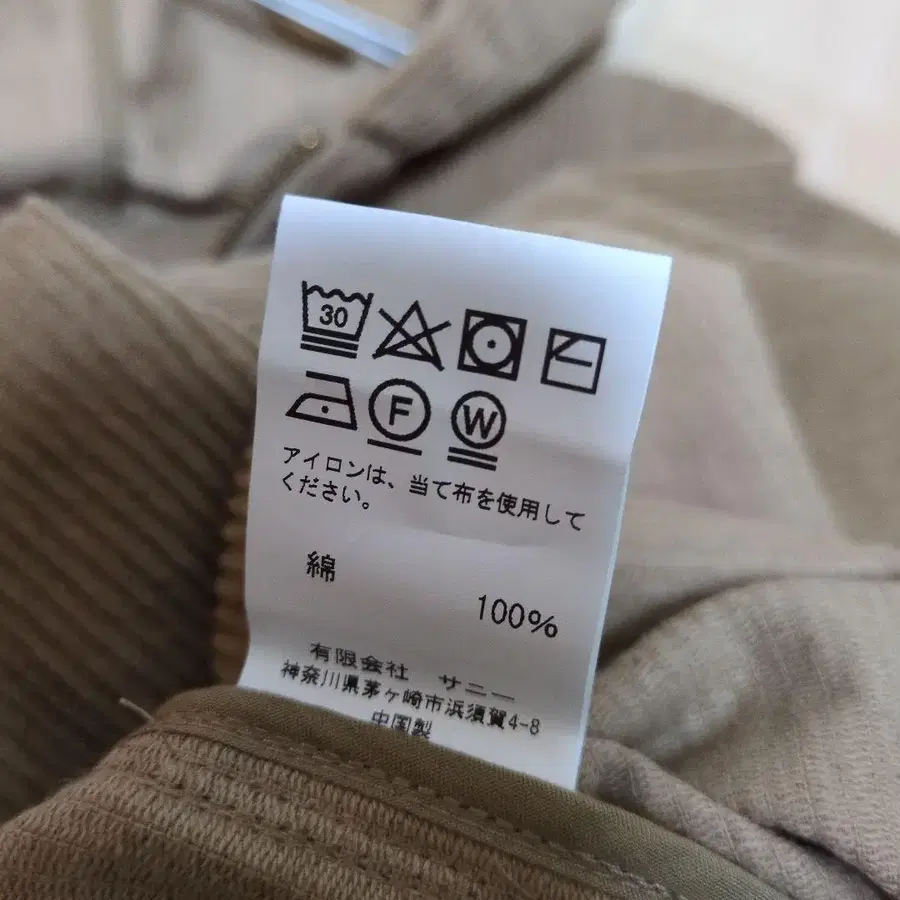 30
F W
アイロンは、当て布を使用して
ください。
綿
100%
有限会社 サニー
神奈川県茅ヶ崎市浜須賀4-8
中国製